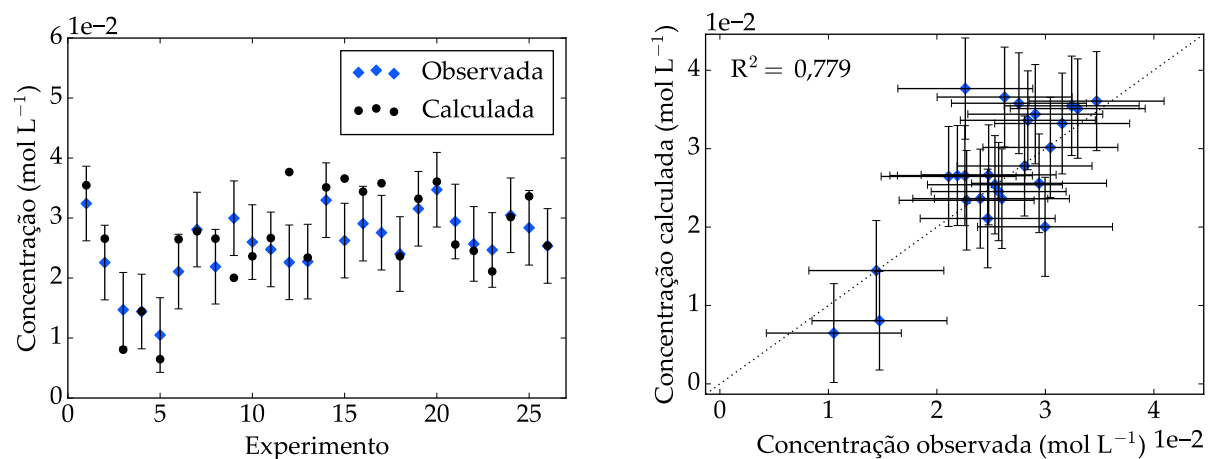 1e−2
6
5
4
3
2
1
0
Concentração (mol L−1)
Observada
Calculada
0 5 10 15 20 25
Experimento
1e−2
4
3
2
1
0
Concentração calculada (mol L−1)
R2 = 0,779
0 1 2 3 4
Concentração observada (mol L−1) 1e−2